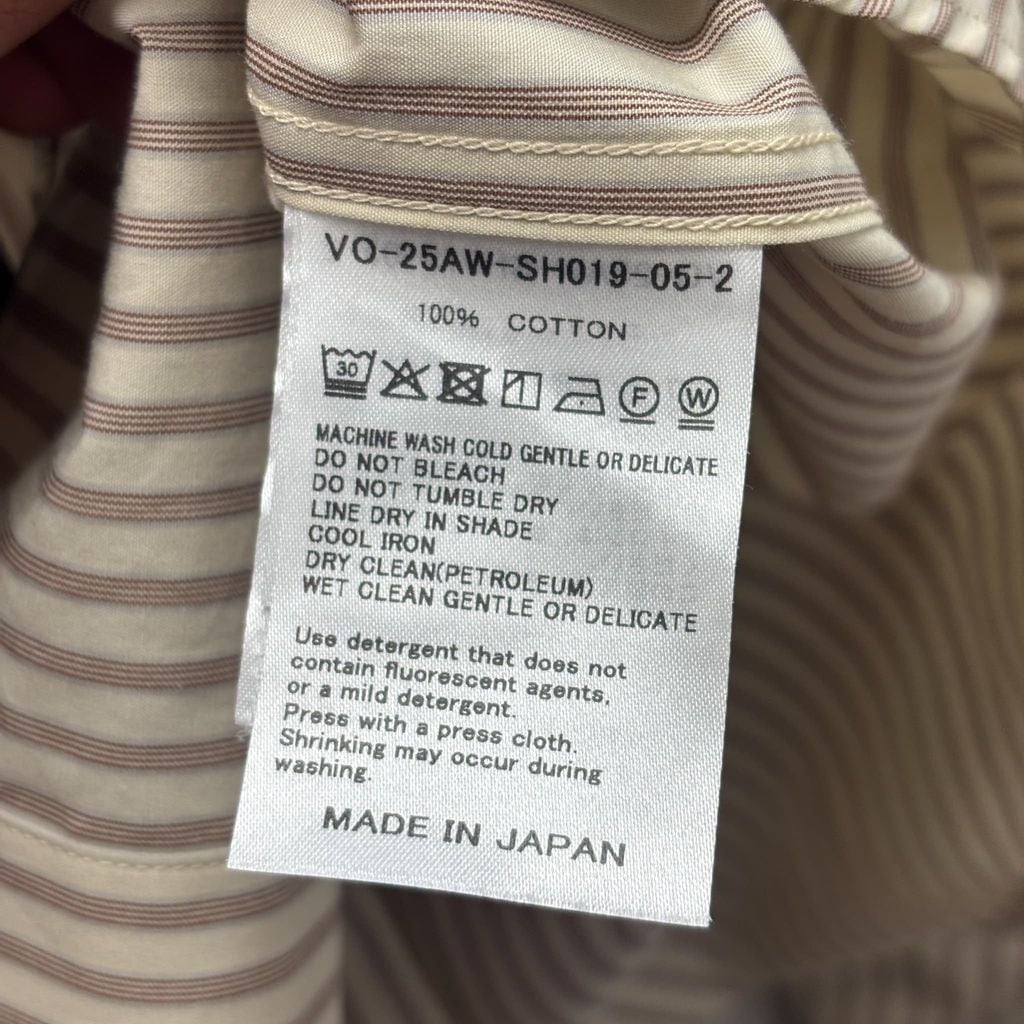 VO-25AW-SH019-05-2
100% COTTON
30
F W
MACHINE WASH COLD GENTLE OR DELICATE
DO NOT BLEACH
DO NOT TUMBLE DRY
LINE DRY IN SHADE
COOL IRON
DRY CLEAN(PETROLEUM)
WET CLEAN GENTLE OR DELICATE
Use detergent that does not
contain fluorescent agents,
or a mild detergent.
Press with a press cloth.
Shrinking may occur during
washing.
MADE IN JAPAN